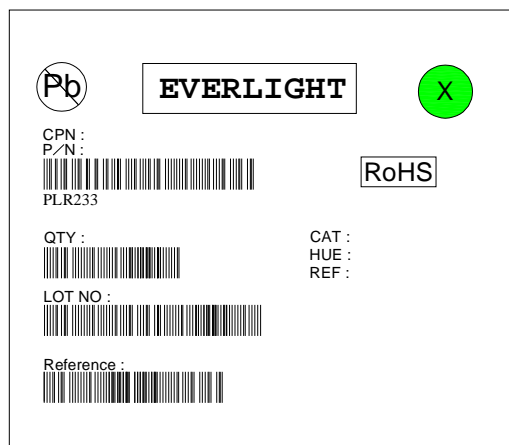 Pb
EVERLIGHT
X
CPN :
P/N :
RoHS
PLR233
QTY :
CAT :
HUE :
REF :
LOT NO :
Reference :